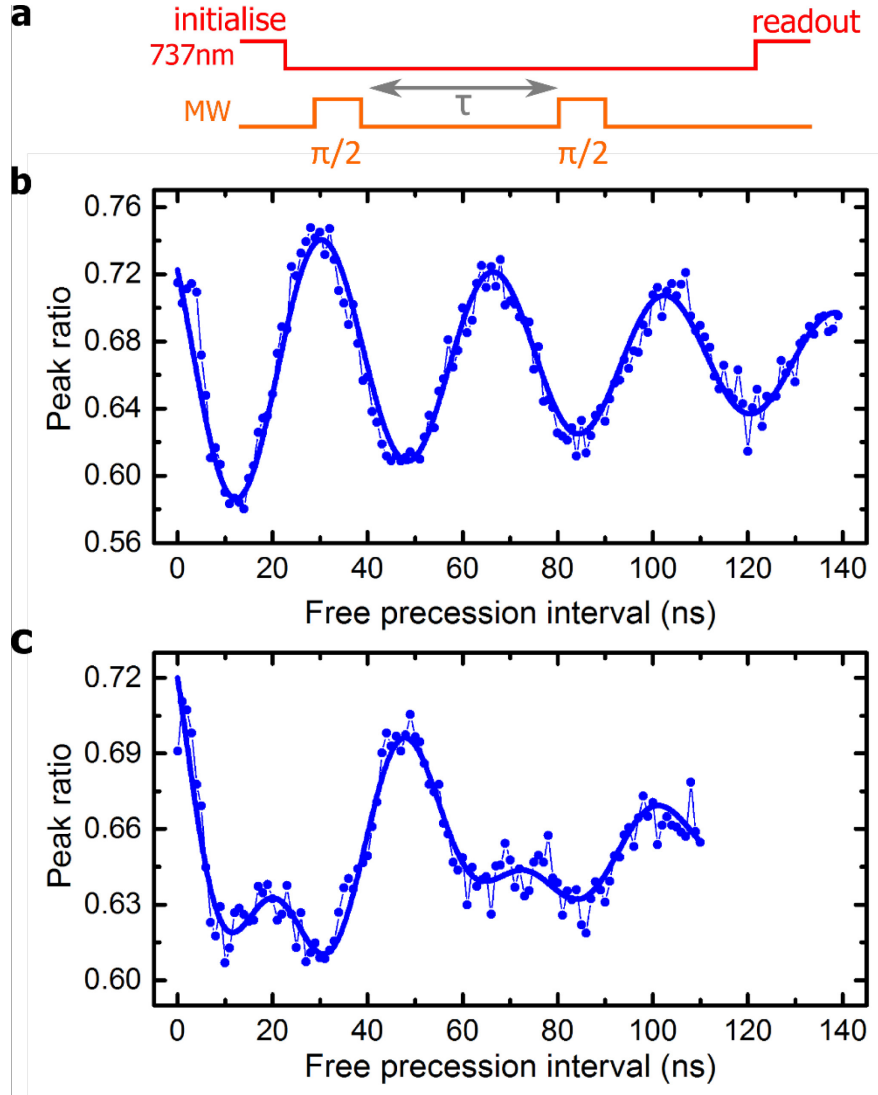 a
initialise
readout
737nm
τ
MW
π/2
π/2
b
0.76
0.72
0.68
0.64
0.60
0.56
Peak ratio
0 20 40 60 80 100 120 140
Free precession interval (ns)
c
0.72
0.69
0.66
0.63
0.60
Peak ratio
0 20 40 60 80 100 120 140
Free precession interval (ns)